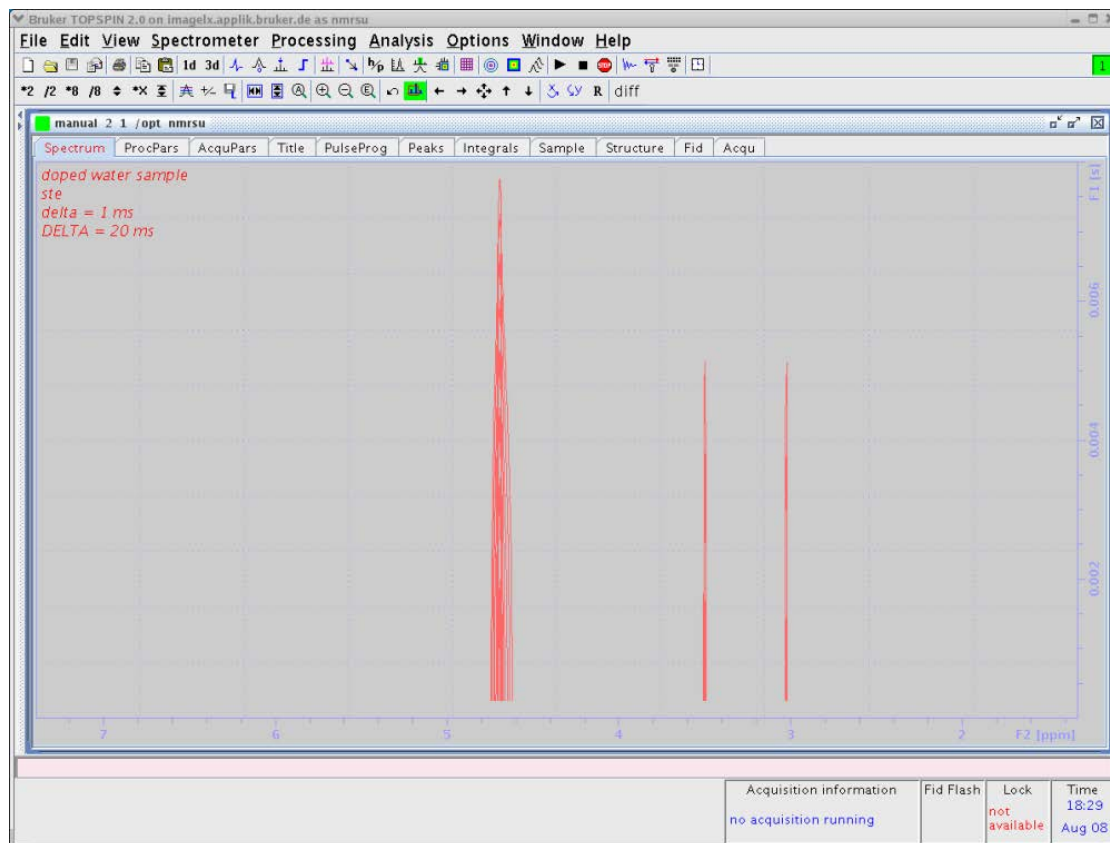 Bruker TOPSPIN 2.0 on imagelx.applik.bruker.de as nmrsu
File Edit View Spectrometer Processing Analysis Options Window Help
1d 3d
1
*2 /2 *8 /8 *X +/- R diff
manual 2 1 /opt nmrsu
Spectrum ProcPars AcquPars Title PulseProg Peaks Integrals Sample Structure Fid Acqu
doped water sample
ste
delta = 1 ms
DELTA = 20 ms
F1 [s]
0.006
0.004
0.002
7 6 5 4 3 2 F2 [ppm]
Acquisition information Fid Flash Lock Time
no acquisition running
not
available
18:29
Aug 08